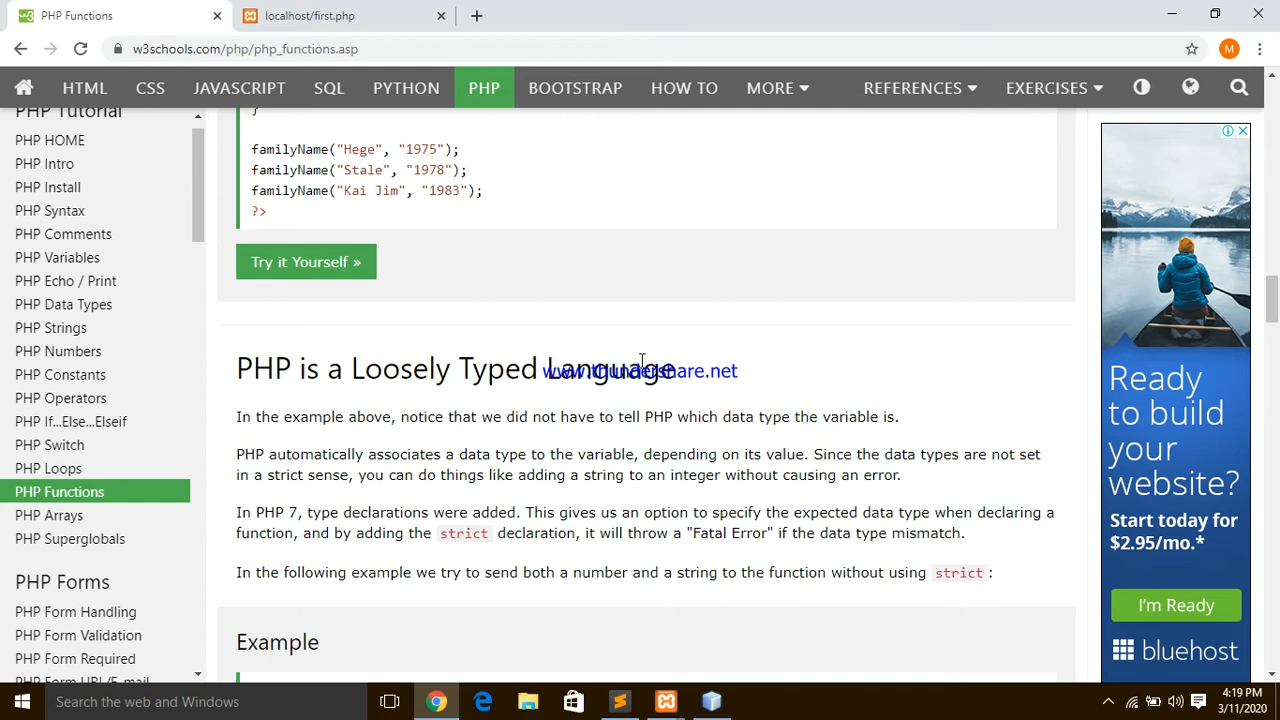 PHP Functions
localhost/first.php
w3schools.com/php/php_functions.asp
M
HTML CSS JAVASCRIPT SQL PYTHON PHP BOOTSTRAP HOW TO MORE REFERENCES EXERCISES
PHP Tutorial
PHP HOME
PHP Intro
PHP Install
PHP Syntax
PHP Comments
PHP Variables
PHP Echo / Print
PHP Data Types
PHP Strings
PHP Numbers
PHP Constants
PHP Operators
PHP If...Else...Elseif
PHP Switch
PHP Loops
PHP Functions
PHP Arrays
PHP Superglobals
PHP Forms
PHP Form Handling
PHP Form Validation
PHP Form Required
PHP Form URL/E-mail
}
familyName("Hege", "1975");
familyName("Stale", "1978");
familyName("Kai Jim", "1983");
?>
Try it Yourself »
PHP is a Loosely Typed Language
www.thundershare.net
In the example above, notice that we did not have to tell PHP which data type the variable is.
PHP automatically associates a data type to the variable, depending on its value. Since the data types are not set
in a strict sense, you can do things like adding a string to an integer without causing an error.
In PHP 7, type declarations were added. This gives us an option to specify the expected data type when declaring a
function, and by adding the strict declaration, it will throw a "Fatal Error" if the data type mismatch.
In the following example we try to send both a number and a string to the function without using strict:
Example
Ready
to build
your
website?
Start today for
$2.95/mo.*
I'm Ready
bluehost
Search the web and Windows
4:19 PM
3/11/2020